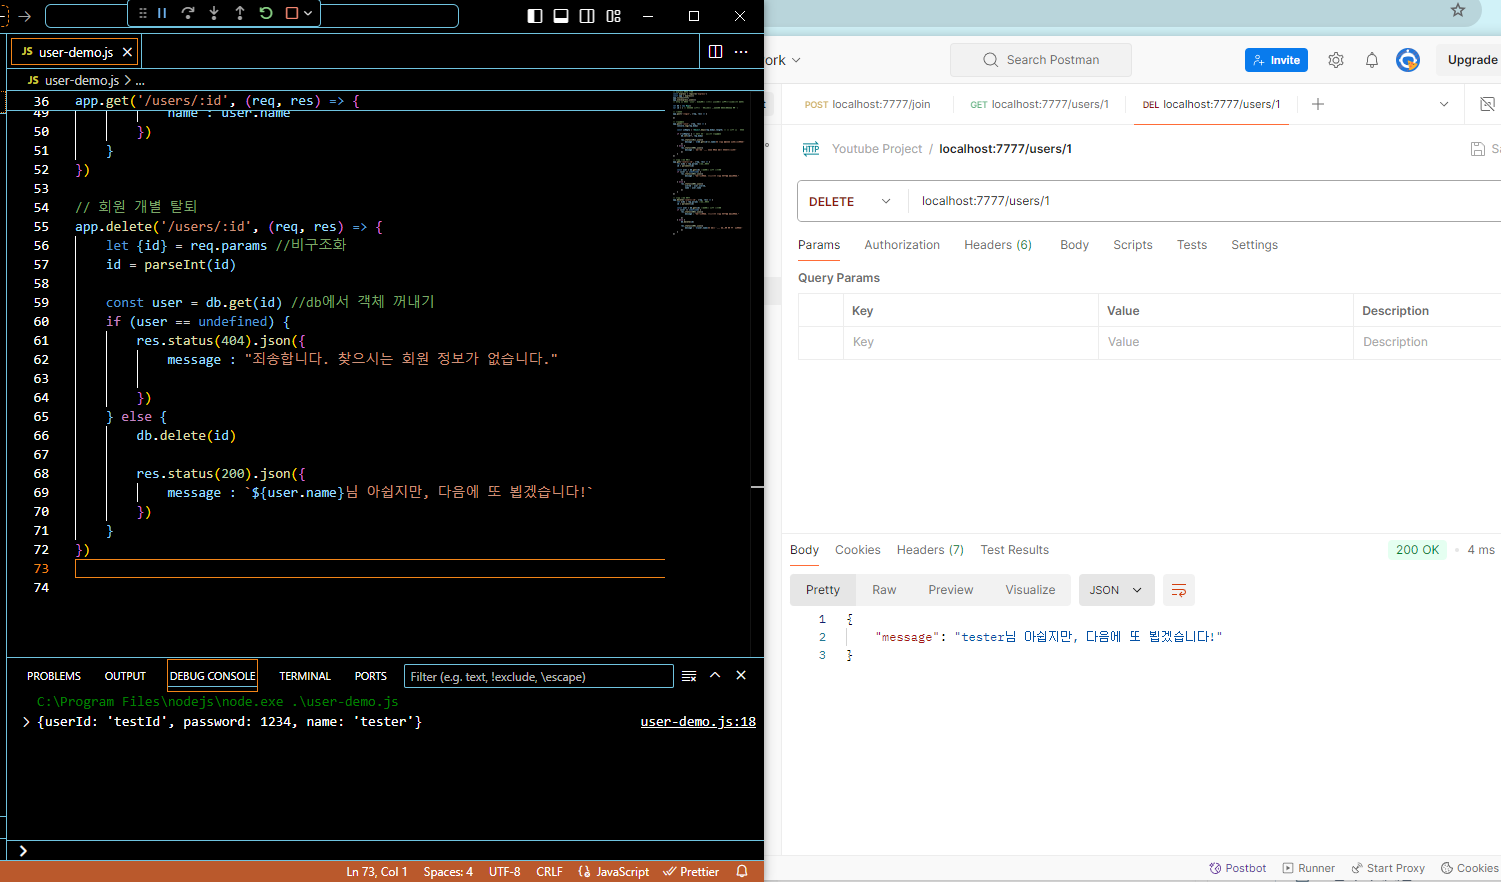 JS user-demo.js
JS user-demo.js > ...
36 app.get('/users/:id', (req, res) => {
49 name : user.name
50 })
51 }
52 })
53
54 // 회원 개별 탈퇴
55 app.delete('/users/:id', (req, res) => {
56 let {id} = req.params //비구조화
57 id = parseInt(id)
58
59 const user = db.get(id) //db에서 객체 꺼내기
60 if (user == undefined) {
61 res.status(404).json({
62 message : "죄송합니다. 찾으시는 회원 정보가 없습니다."
63
64 })
65 } else {
66 db.delete(id)
67
68 res.status(200).json({
69 message : `${user.name}님 아쉽지만, 다음에 또 뵙겠습니다!`
70 })
71 }
72 })
73
74
PROBLEMS OUTPUT DEBUG CONSOLE TERMINAL PORTS Filter (e.g. text, !exclude, \escape)
C:\Program Files\nodejs\node.exe .\user-demo.js
> {userId: 'testId', password: 1234, name: 'tester'} user-demo.js:18
Ln 73, Col 1 Spaces: 4 UTF-8 CRLF {} JavaScript Prettier
ork Search Postman Invite Upgrade
POST localhost:7777/join GET localhost:7777/users/1 DEL localhost:7777/users/1
HTTP Youtube Project / localhost:7777/users/1 Sa
DELETE localhost:7777/users/1
Params Authorization Headers (6) Body Scripts Tests Settings
Query Params
Key Value Description
Key Value Description
Body Cookies Headers (7) Test Results 200 OK 4 ms
Pretty Raw Preview Visualize JSON
1 {
2 "message": "tester님 아쉽지만, 다음에 또 뵙겠습니다!"
3 }
Postbot Runner Start Proxy Cookies